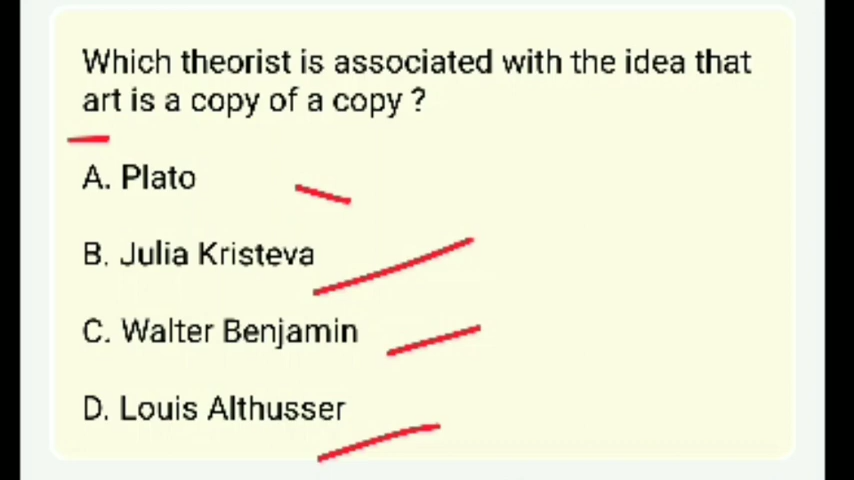 Which theorist is associated with the idea that
art is a copy of a copy ?
A. Plato
B. Julia Kristeva
C. Walter Benjamin
D. Louis Althusser